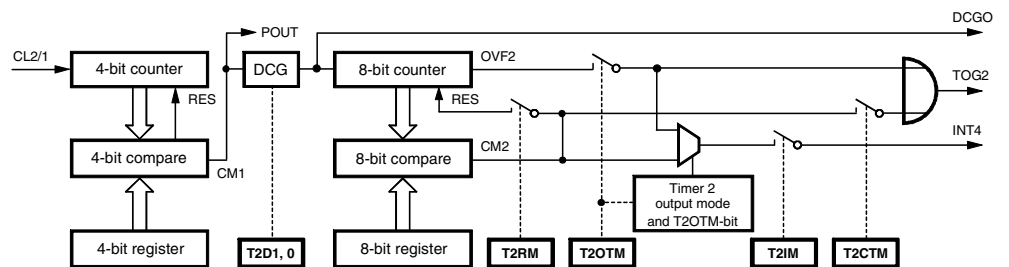 DCGO
POUT
CL2/1
4-bit counter
DCG
8-bit counter
OVF2
TOG2
RES
RES
INT4
4-bit compare
CM1
8-bit compare
CM2
Timer 2
output mode
and T2OTM-bit
4-bit register
T2D1, 0
8-bit register
T2RM
T2OTM
T2IM
T2CTM